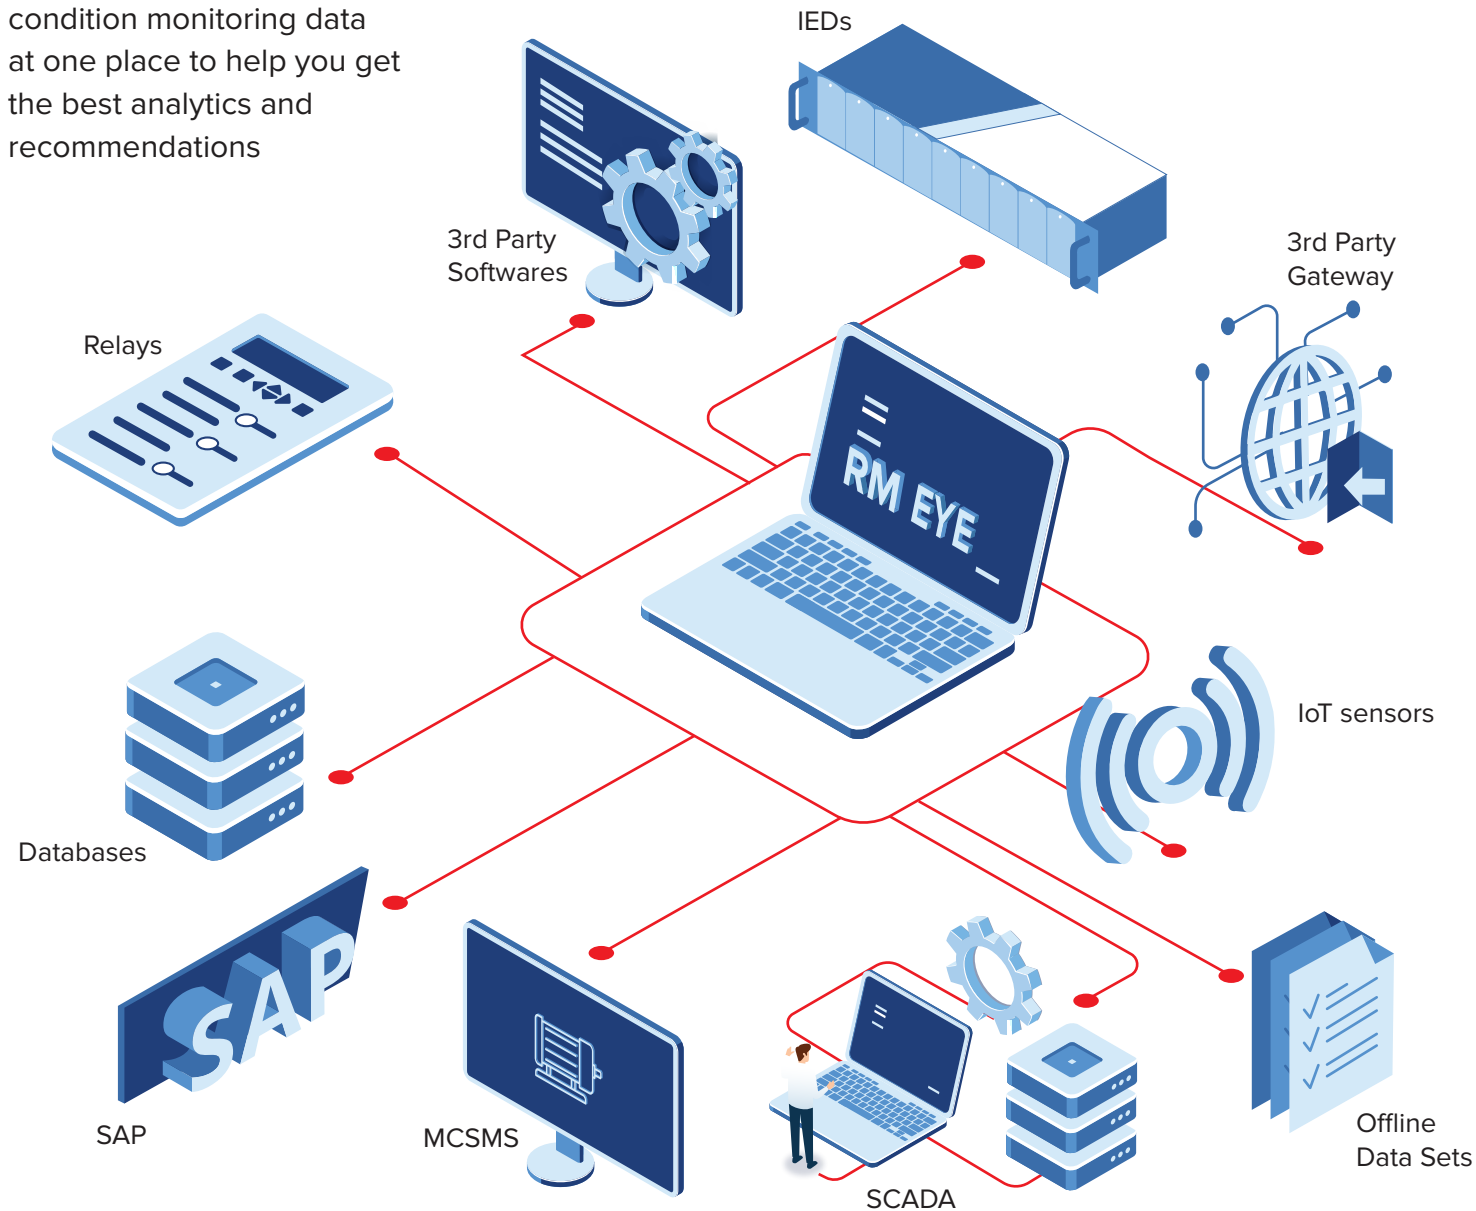 condition monitoring data
at one place to help you get
the best analytics and
recommendations
IEDs
3rd Party
Softwares
3rd Party
Gateway
Relays
RM EYE
IoT sensors
Databases
SAP
SAP
MCSMS
SCADA
Offline
Data Sets